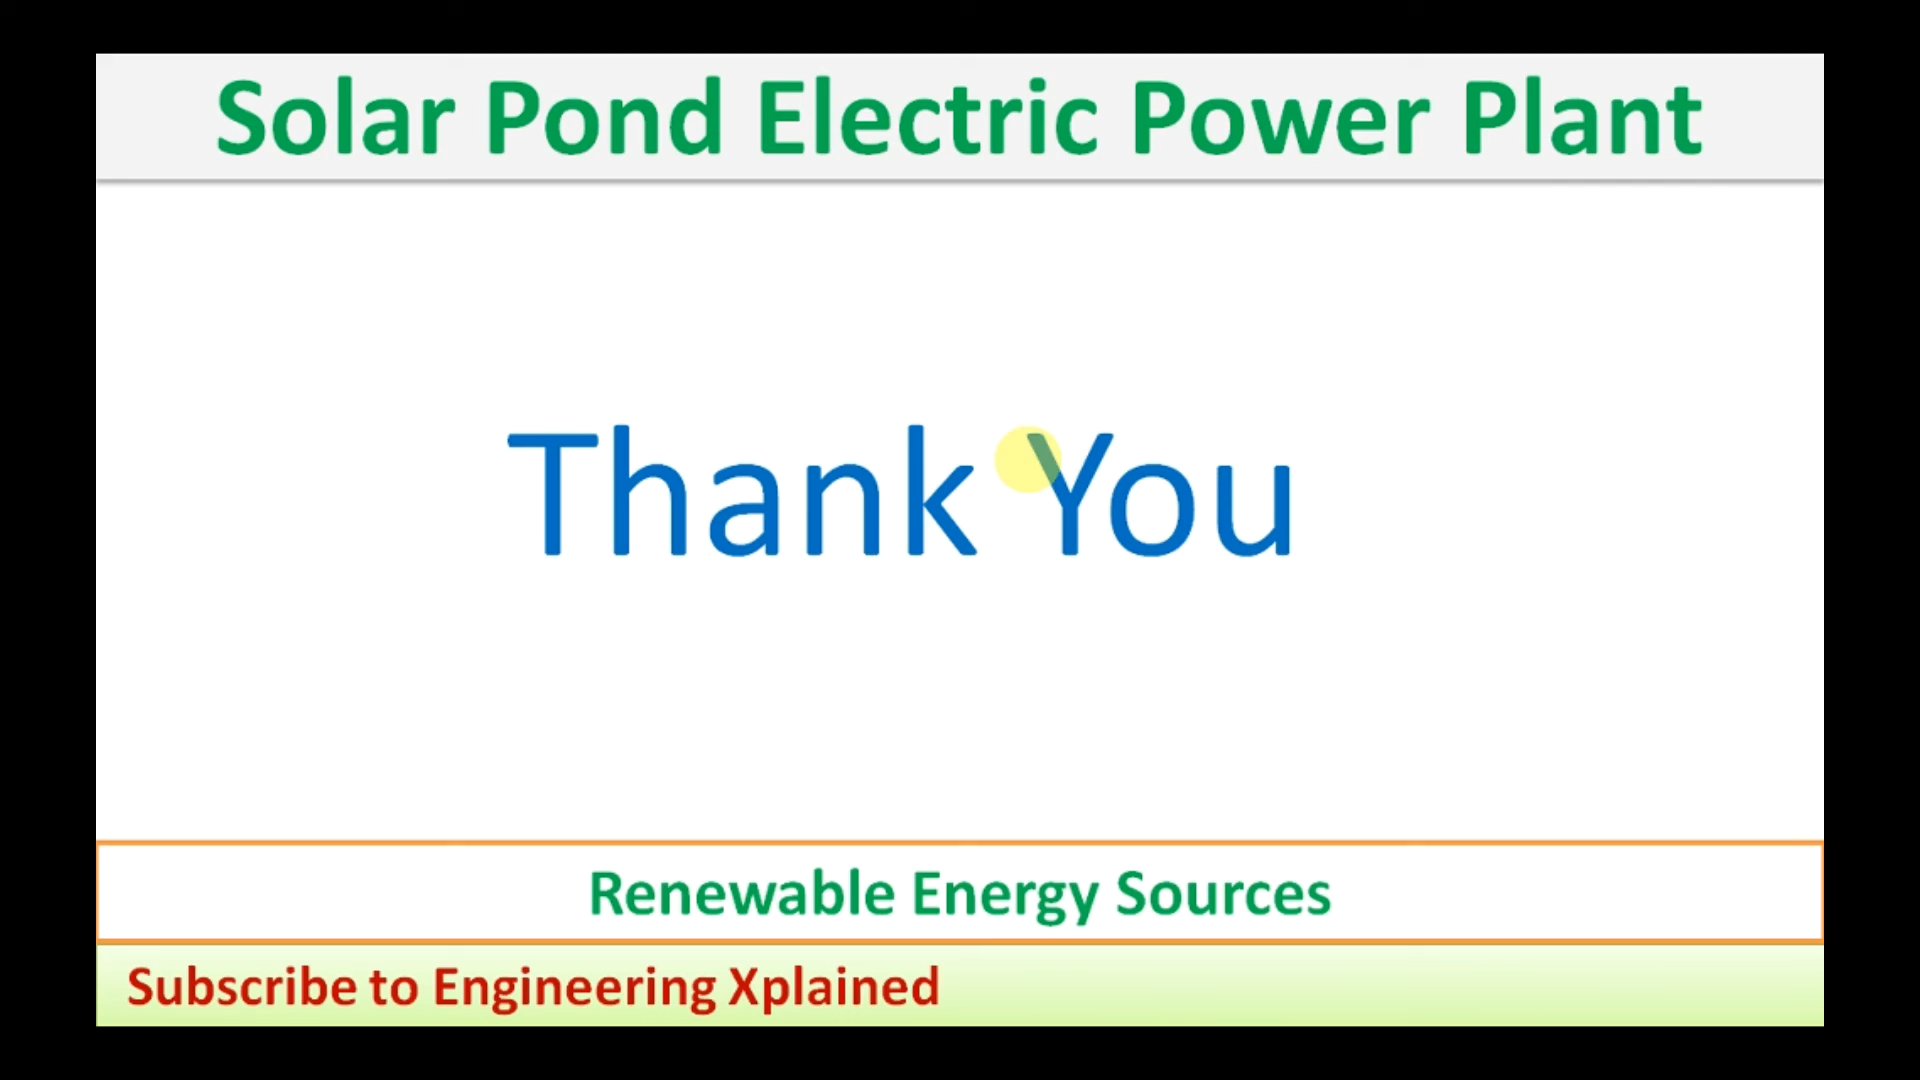 Solar Pond Electric Power Plant
Thank You
Renewable Energy Sources
Subscribe to Engineering Xplained